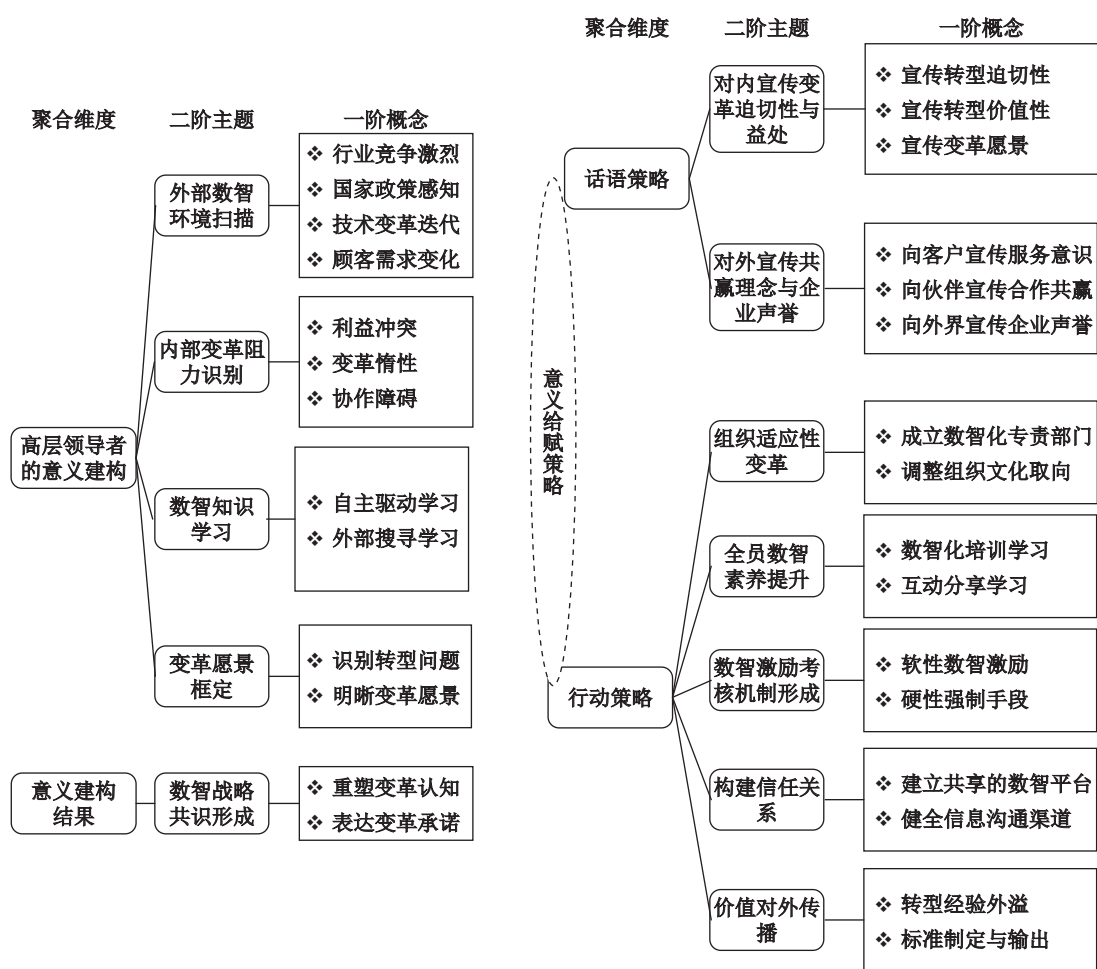 聚合维度 二阶主题 一阶概念
高层领导者
的意义建构
外部数智
环境扫描
❖ 行业竞争激烈
❖ 国家政策感知
❖ 技术变革迭代
❖ 顾客需求变化
内部变革阻
力识别
❖ 利益冲突
❖ 变革惰性
❖ 协作障碍
数智知识
学习
❖ 自主驱动学习
❖ 外部搜寻学习
变革愿景
框定
❖ 识别转型问题
❖ 明晰变革愿景
意义建构
结果
数智战略
共识形成
❖ 重塑变革认知
❖ 表达变革承诺
聚合维度 二阶主题 一阶概念
意义给赋策略
话语策略
对内宣传变
革迫切性与
益处
❖ 宣传转型迫切性
❖ 宣传转型价值性
❖ 宣传变革愿景
对外宣传共
赢理念与企
业声誉
❖ 向客户宣传服务意识
❖ 向伙伴宣传合作共赢
❖ 向外界宣传企业声誉
行动策略
组织适应性
变革
❖ 成立数智化专责部门
❖ 调整组织文化取向
全员数智
素养提升
❖ 数智化培训学习
❖ 互动分享学习
数智激励考
核机制形成
❖ 软性数智激励
❖ 硬性强制手段
构建信任关
系
❖ 建立共享的数智平台
❖ 健全信息沟通渠道
价值对外传
播
❖ 转型经验外溢
❖ 标准制定与输出